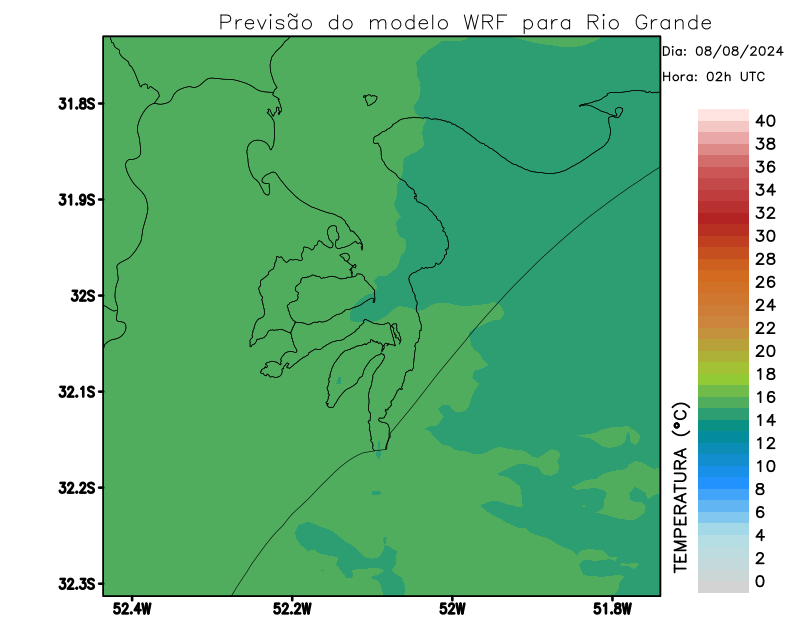 Previsão do modelo WRF para Rio Grande
Dia: 08/08/2024
Hora: 02h UTC
31.8S
31.9S
32S
32.1S
32.2S
32.3S
52.4W
52.2W
52W
51.8W
TEMPERATURA (°C)
40
38
36
34
32
30
28
26
24
22
20
18
16
14
12
10
8
6
4
2
0